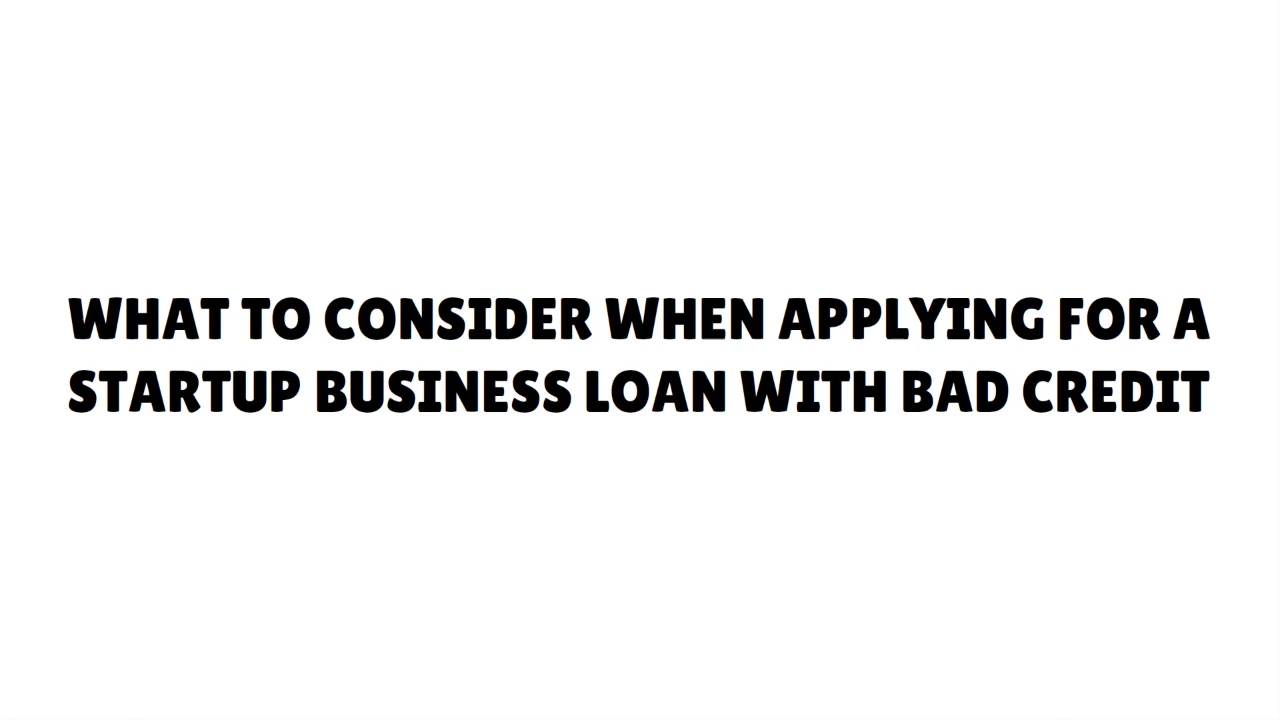 WHAT TO CONSIDER WHEN APPLYING FOR A
STARTUP BUSINESS LOAN WITH BAD CREDIT